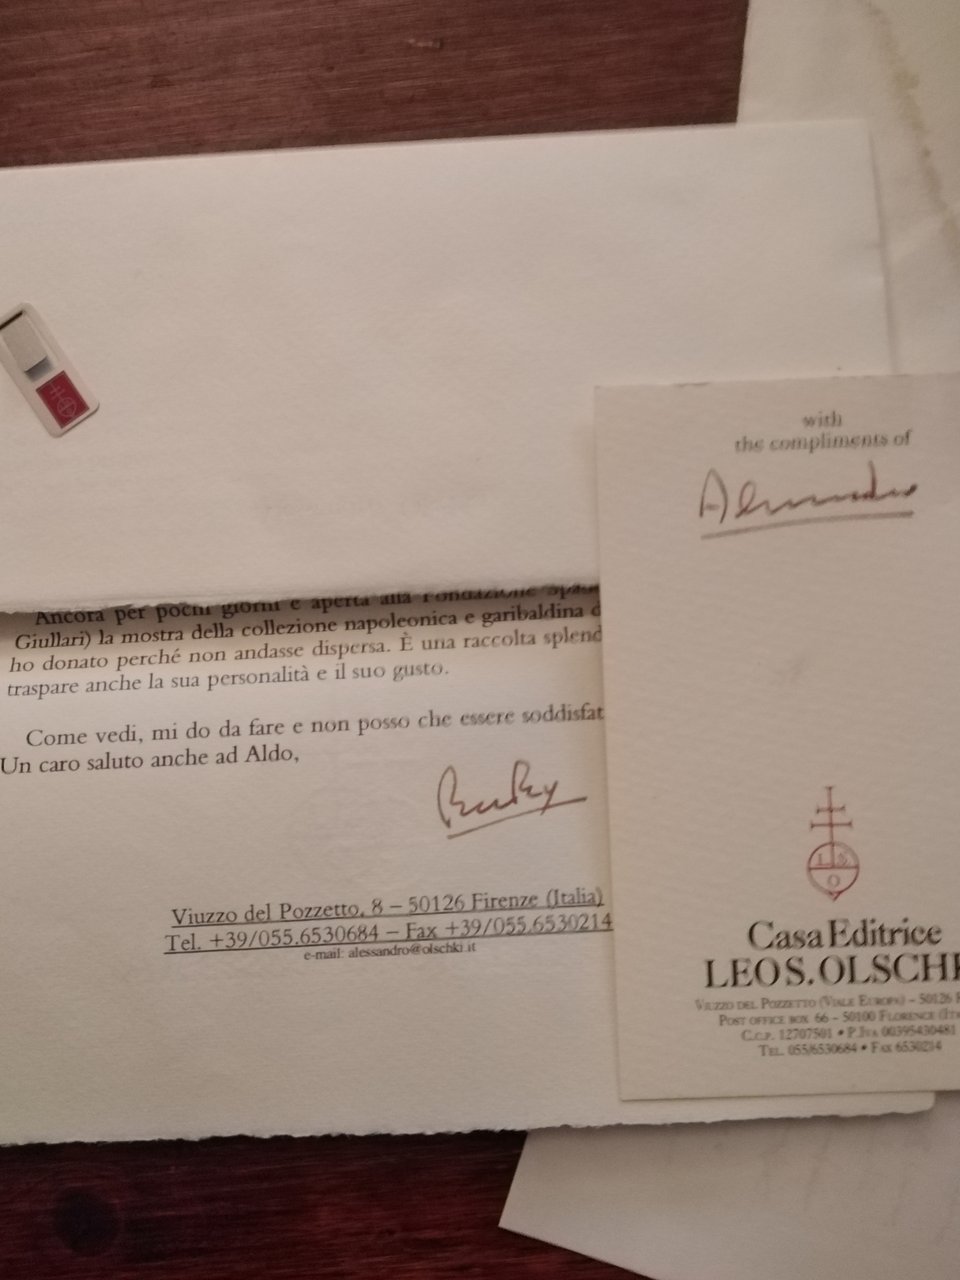 Ancora per pochi giorni è aperta alla Fondazione
Giullari) la mostra della collezione napoleonica e garibaldina
ho donato perché non andasse dispersa. È una raccolta
traspare anche la sua personalità e il suo gusto.
Come vedi, mi do da fare e non posso che essere
Un caro saluto anche ad Aldo,
Viuzzo del Pozzetto, 8 – 50126 Firenze (Italia)
Tel. +39/055.6530684 – Fax +39/055.6530214
e-mail: alessandro@olschki.it
with
the compliments of
L S
O
Casa Editrice
LEO S. OLSCHK
Viuzzo del Pozzetto (Viale Europa) – 50126
Post office box 66 – 50100 Florence
C.c.p. 12707501 • P.Iva 00395430481
Tel. 055/6530684 • Fax 6530214